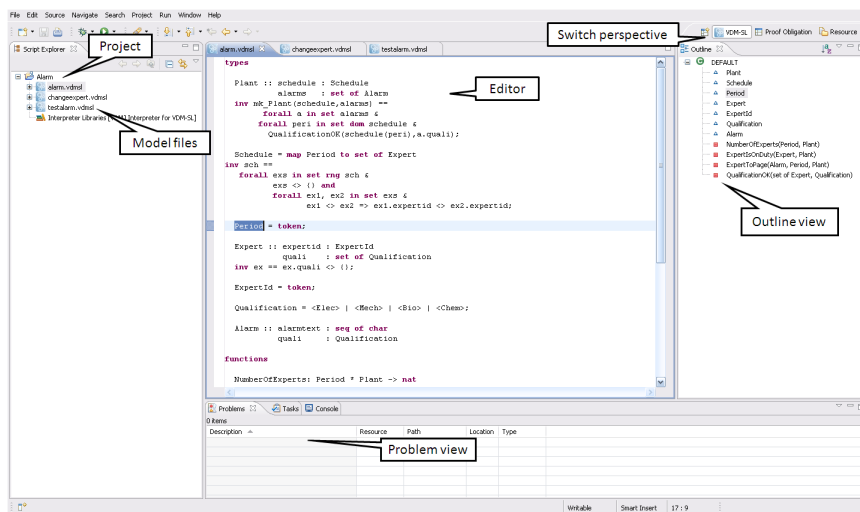 File Edit Source Navigate Search Project Run Window Help
Switch perspective
VDM-SL Proof Obligation Resource
Script Explorer
Project
Alarm
alarm.vdmsl
changeexpert.vdmsl
testalarm.vdmsl
Interpreter Libraries Interpreter for VDM-SL]
Model files
alarm.vdmsl changeexpert.vdmsl testalarm.vdmsl
types
Plant :: schedule : Schedule
alarms : set of Alarm
inv mk_Plant(schedule,alarms) ==
forall a in set alarms &
forall peri in set dom schedule &
QualificationOK(schedule(peri),a.quali);
Schedule = map Period to set of Expert
inv sch ==
forall exs in set rng sch &
exs <> {} and
forall ex1, ex2 in set exs &
ex1 <> ex2 => ex1.expertid <> ex2.expertid;
Period = token;
Expert :: expertid : ExpertId
quali : set of Qualification
inv ex == ex.quali <> {};
ExpertId = token;
Qualification = <Elec> | <Mech> | <Bio> | <Chem>;
Alarm :: alarmtext : seq of char
quali : Qualification
functions
NumberOfExperts: Period * Plant -> nat
Editor
Outline
DEFAULT
Plant
Schedule
Period
Expert
ExpertId
Qualification
Alarm
NumberOfExperts(Period, Plant)
ExpertIsOnDuty(Expert, Plant)
ExpertToPage(Alarm, Period, Plant)
QualificationOK(set of Expert, Qualification)
Outline view
Problems Tasks Console
0 items
Description Resource Path Location Type
Problem view
Writable Smart Insert 17 : 9